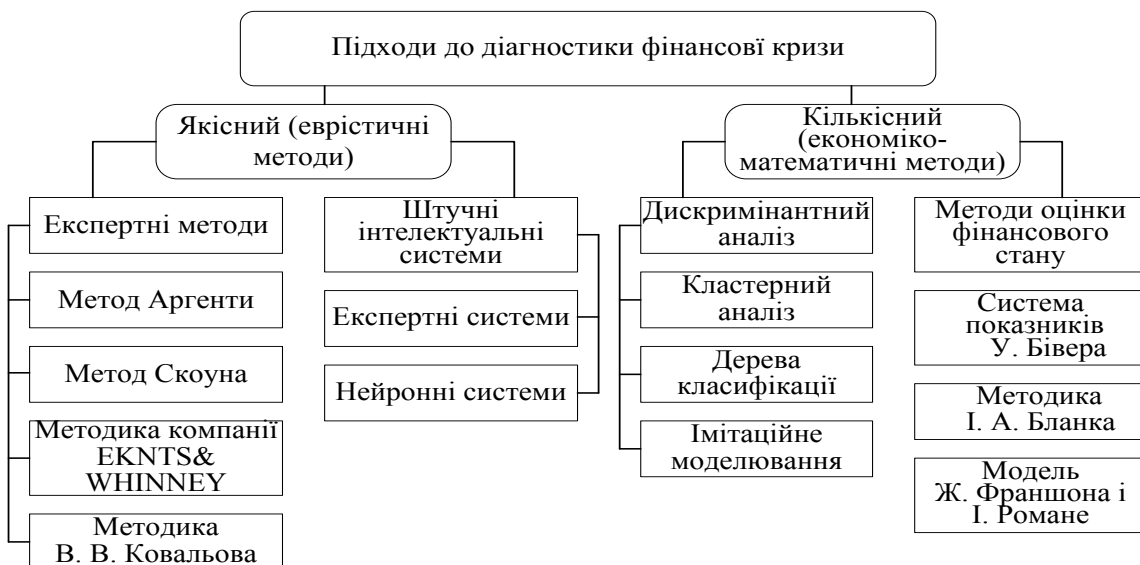 Підходи до діагностики фінансової кризи
Якісний (еврістичні
методи)
Кількісний
(економіко-
математичні методи)
Експертні методи
Метод Аргенти
Метод Скоуна
Методика компанії
EKNTS&
WHINNEY
Методика
В. В. Ковальова
Штучні
інтелектуальні
системи
Експертні системи
Нейронні системи
Дискримінантний
аналіз
Кластерний
аналіз
Дерева
класифікації
Імітаційне
моделювання
Методи оцінки
фінансового
стану
Система
показників
У. Бівера
Методика
І. А. Бланка
Модель
Ж. Франшона і
І. Романе